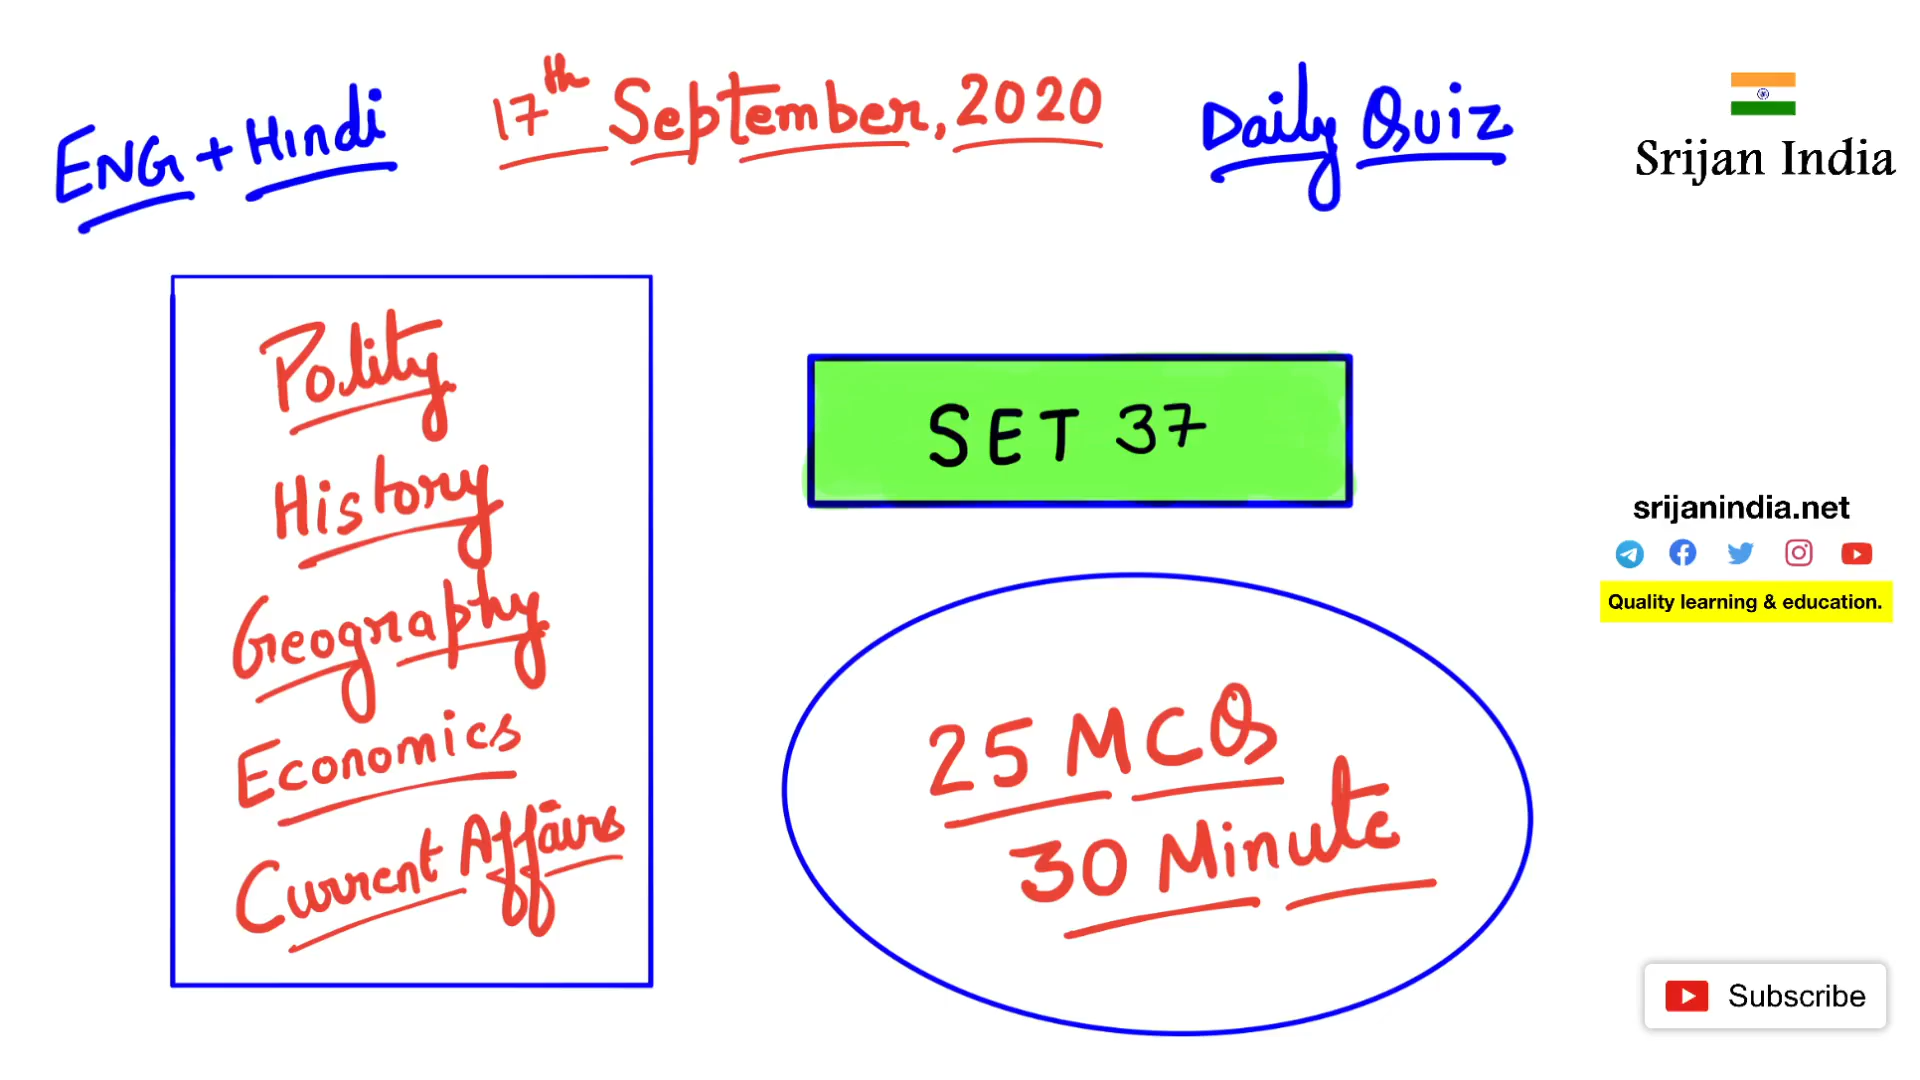 ENG + Hindi
17th September, 2020
Daily Quiz
Srijan India
Polity
History
Geography
Economics
Current Affairs
SET 37
25 MCQs
30 Minute
srijanindia.net
Quality learning & education.
Subscribe